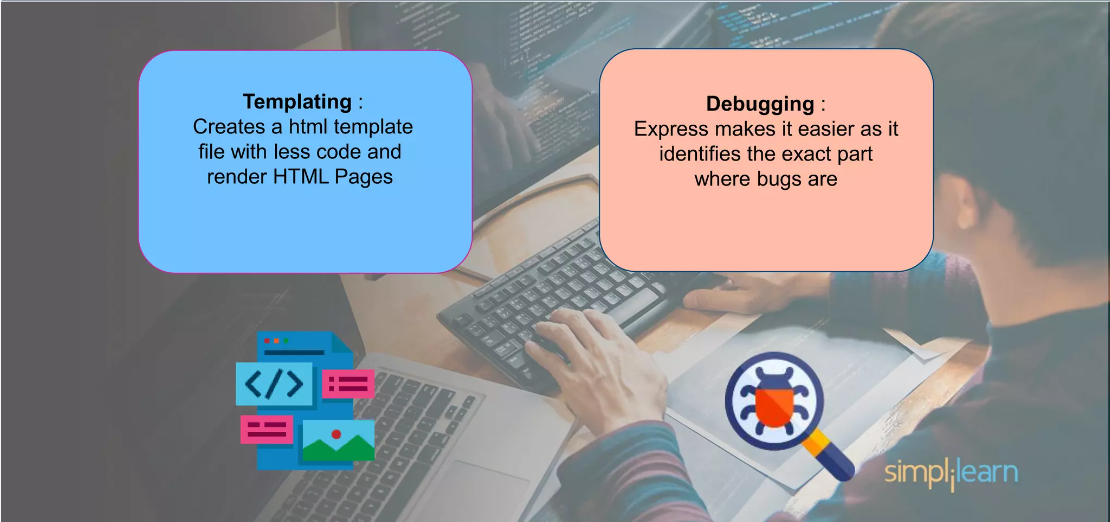 Templating :
Creates a html template
file with less code and
render HTML Pages
Debugging :
Express makes it easier as it
identifies the exact part
where bugs are
</>
simplilearn